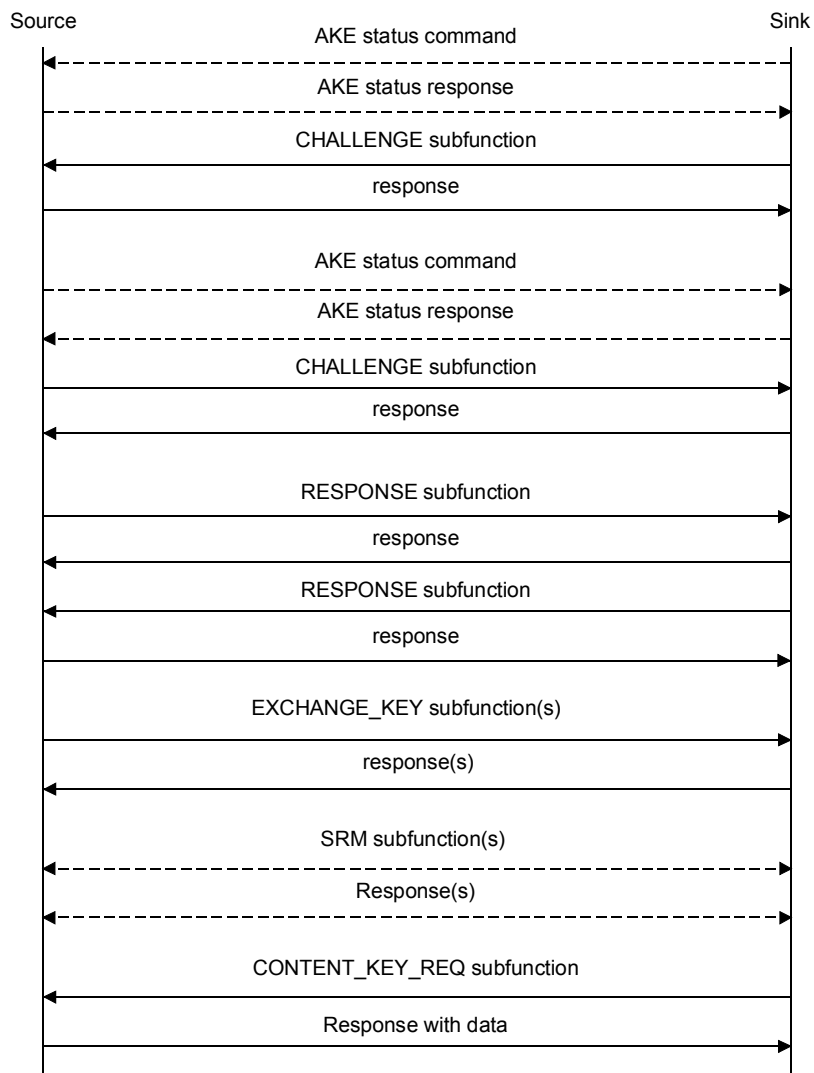 Source
Sink
AKE status command
AKE status response
CHALLENGE subfunction
response
AKE status command
AKE status response
CHALLENGE subfunction
response
RESPONSE subfunction
response
RESPONSE subfunction
response
EXCHANGE_KEY subfunction(s)
response(s)
SRM subfunction(s)
Response(s)
CONTENT_KEY_REQ subfunction
Response with data